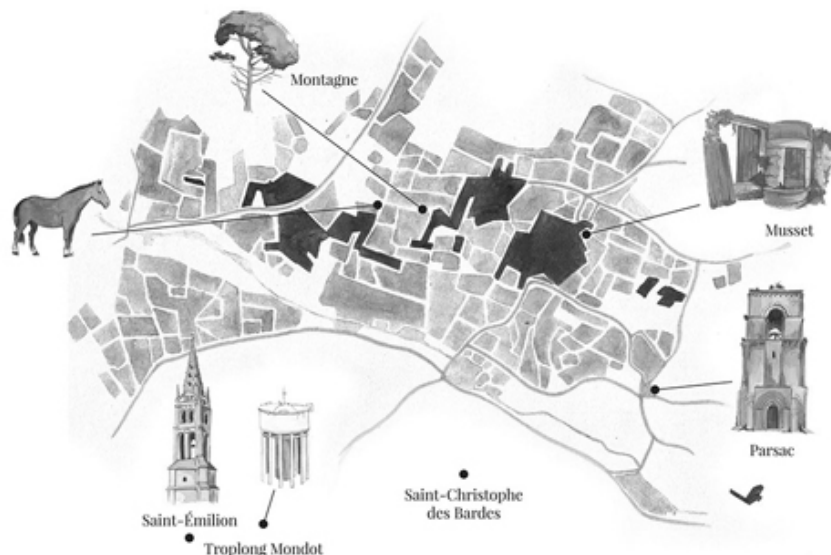 Montagne
Musset
Parsac
Saint-Émilion
Troplong Mondot
Saint-Christophe
des Bardes